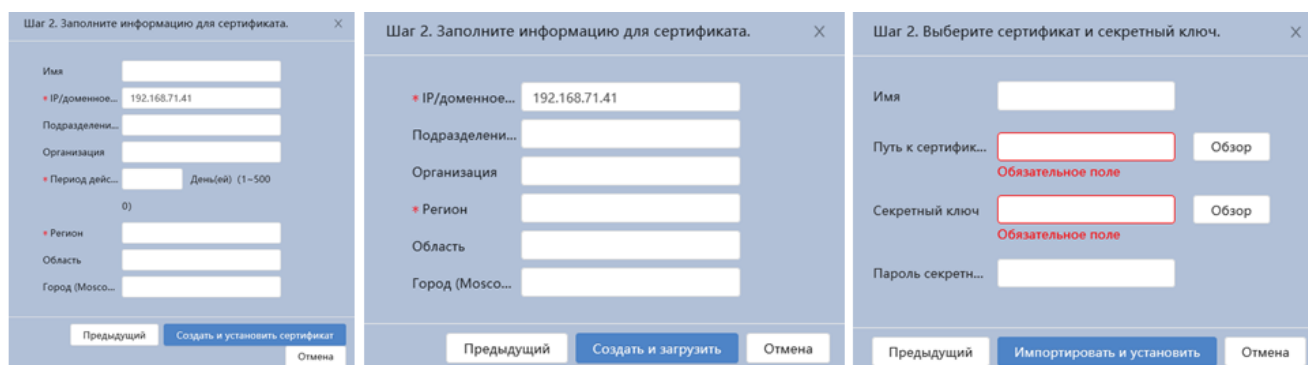 Шаг 2. Заполните информацию для сертификата.
Имя
* IP/доменное... 192.168.71.41
Подразделени...
Организация
* Период дейс... День(ей) (1~500
0)
* Регион
Область
Город (Mosco...
Предыдущий Создать и установить сертификат
Отмена
Шаг 2. Заполните информацию для сертификата.
* IP/доменное... 192.168.71.41
Подразделени...
Организация
* Регион
Область
Город (Mosco...
Предыдущий Создать и загрузить Отмена
Шаг 2. Выберите сертификат и секретный ключ.
Имя
Путь к сертифик... Обзор
Обязательное поле
Секретный ключ Обзор
Обязательное поле
Пароль секретн...
Предыдущий Импортировать и установить Отмена